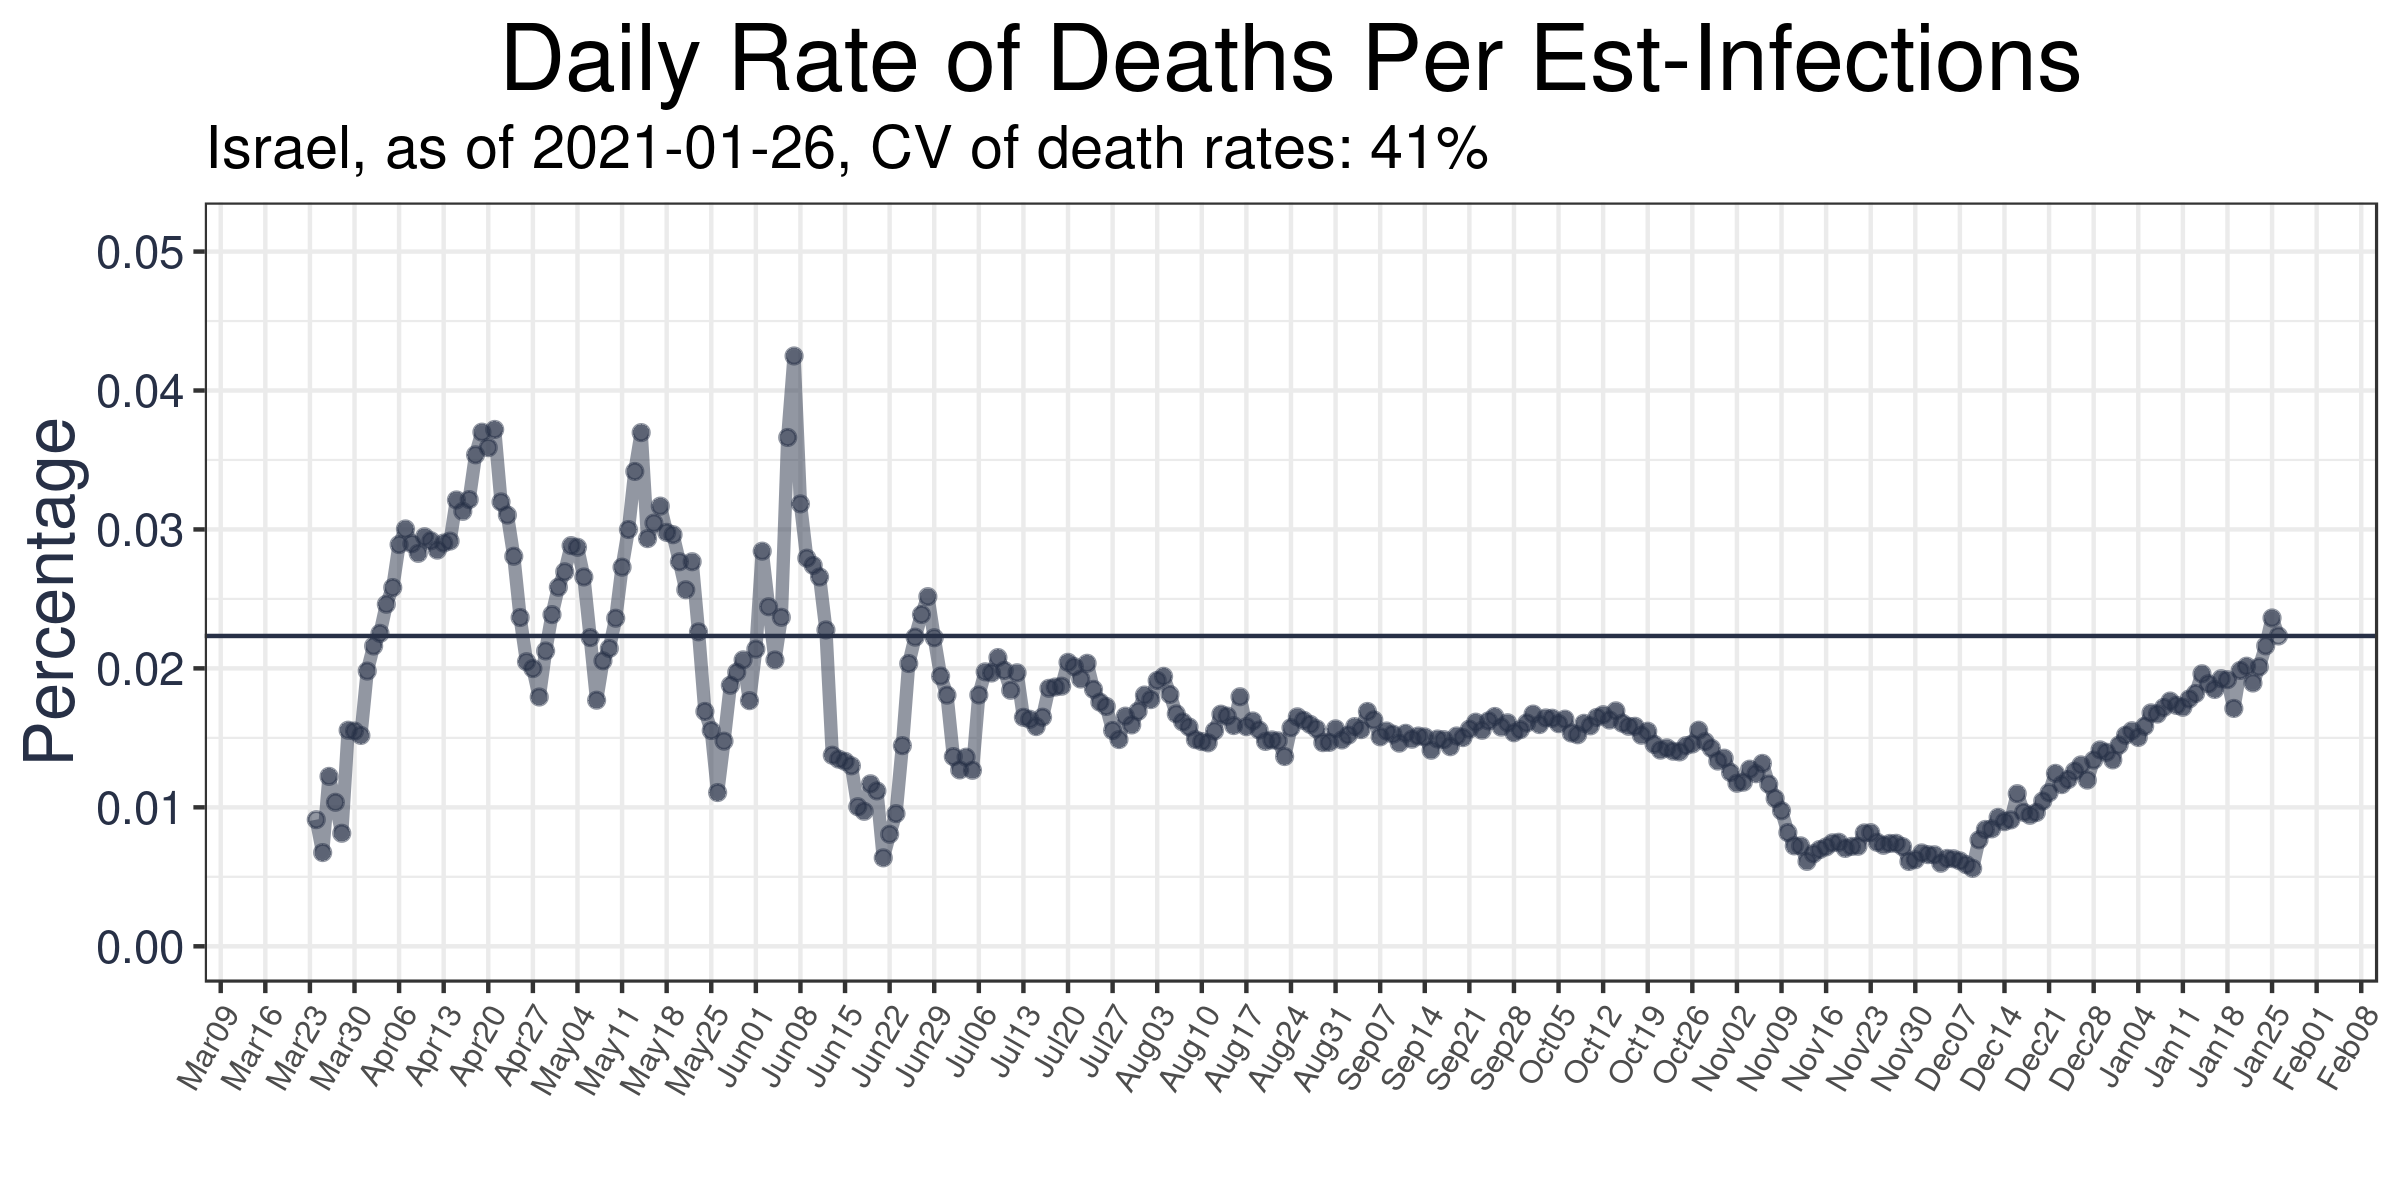 Daily Rate of Deaths Per Est-Infections
Israel, as of 2021-01-26, CV of death rates: 41%
Percentage
0.05
0.04
0.03
0.02
0.01
0.00
Mar09
Mar16
Mar23
Mar30
Apr06
Apr13
Apr20
Apr27
May04
May11
May18
May25
Jun01
Jun08
Jun15
Jun22
Jun29
Jul06
Jul13
Jul20
Jul27
Aug03
Aug10
Aug17
Aug24
Aug31
Sep07
Sep14
Sep21
Sep28
Oct05
Oct12
Oct19
Oct26
Nov02
Nov09
Nov16
Nov23
Nov30
Dec07
Dec14
Dec21
Dec28
Jan04
Jan11
Jan18
Jan25
Feb01
Feb08